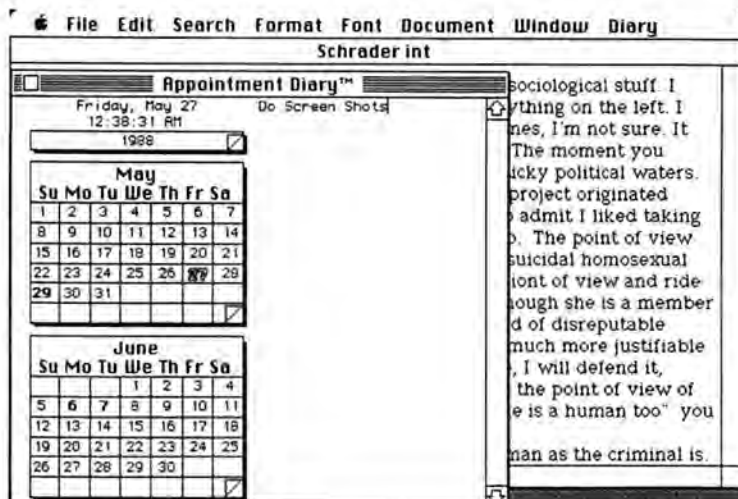 File Edit Search Format Font Document Window Diary
Schrader int
Appointment Diary™
Friday, May 27
12:38:31 AM
1988
Do Screen Shots
May
Su Mo Tu We Th Fr Sa
1 2 3 4 5 6 7
8 9 10 11 12 13 14
15 16 17 18 19 20 21
22 23 24 25 26 27 28
29 30 31
June
Su Mo Tu We Th Fr Sa
1 2 3 4
5 6 7 8 9 10 11
12 13 14 15 16 17 18
19 20 21 22 23 24 25
26 27 28 29 30
sociological stuff. I
ything on the left. I
nes, I'm not sure. It
The moment you
icky political waters.
project originated
admit I liked taking
. The point of view
suicidal homosexual
iont of view and ride
ough she is a member
d of disreputable
much more justifiable
, I will defend it,
the point of view of
e is a human too" you
man as the criminal is.